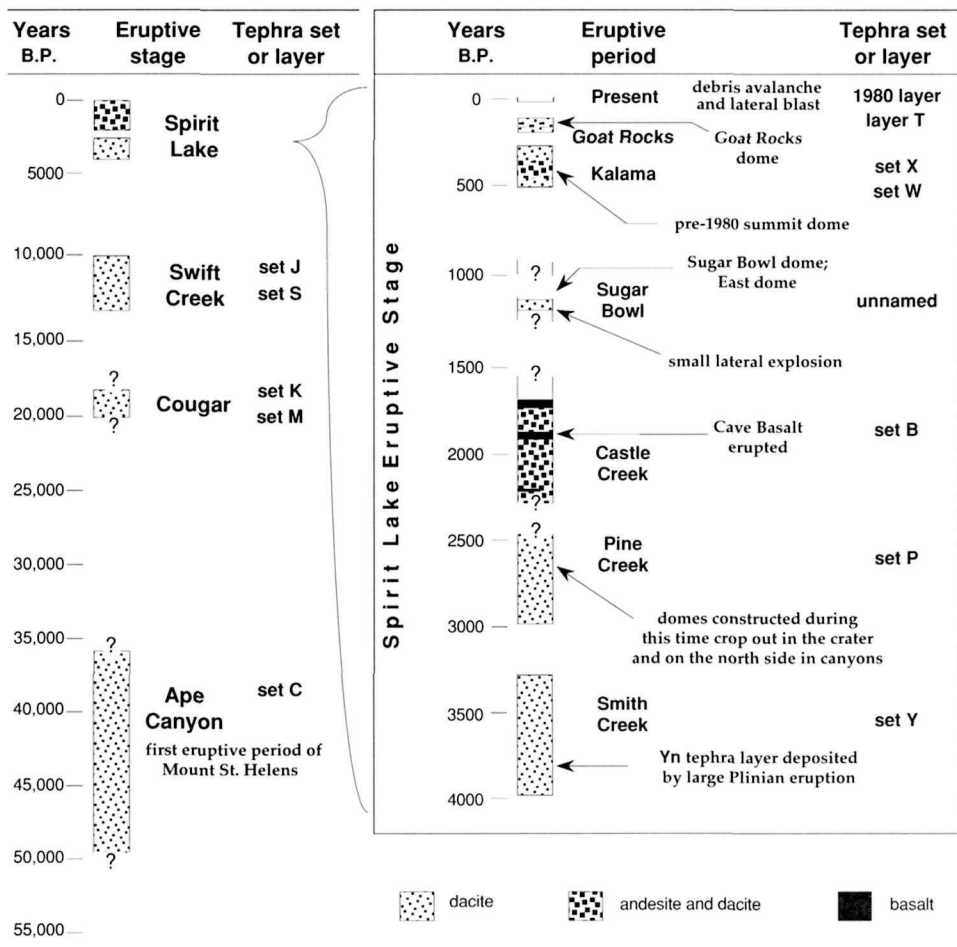 Years
B.P.
Eruptive
stage
Tephra set
or layer
0
Spirit
Lake
5000
10,000
Swift
Creek
set J
set S
15,000
?
Cougar
set K
set M
20,000
?
25,000
30,000
35,000
?
Ape
Canyon
set C
40,000
first eruptive period of
Mount St. Helens
45,000
50,000
?
55,000
Spirit Lake Eruptive Stage
Years
B.P.
Eruptive
period
Tephra set
or layer
0
Present
debris avalanche
and lateral blast
1980 layer
layer T
Goat Rocks
Goat Rocks
dome
Kalama
set X
set W
500
pre-1980 summit dome
1000
?
Sugar Bowl dome;
East dome
Sugar
Bowl
unnamed
?
small lateral explosion
1500
?
Cave Basalt
erupted
set B
2000
Castle
Creek
?
?
2500
Pine
Creek
set P
3000
domes constructed during
this time crop out in the crater
and on the north side in canyons
3500
Smith
Creek
set Y
Yn tephra layer deposited
by large Plinian eruption
4000
dacite
andesite and dacite
basalt